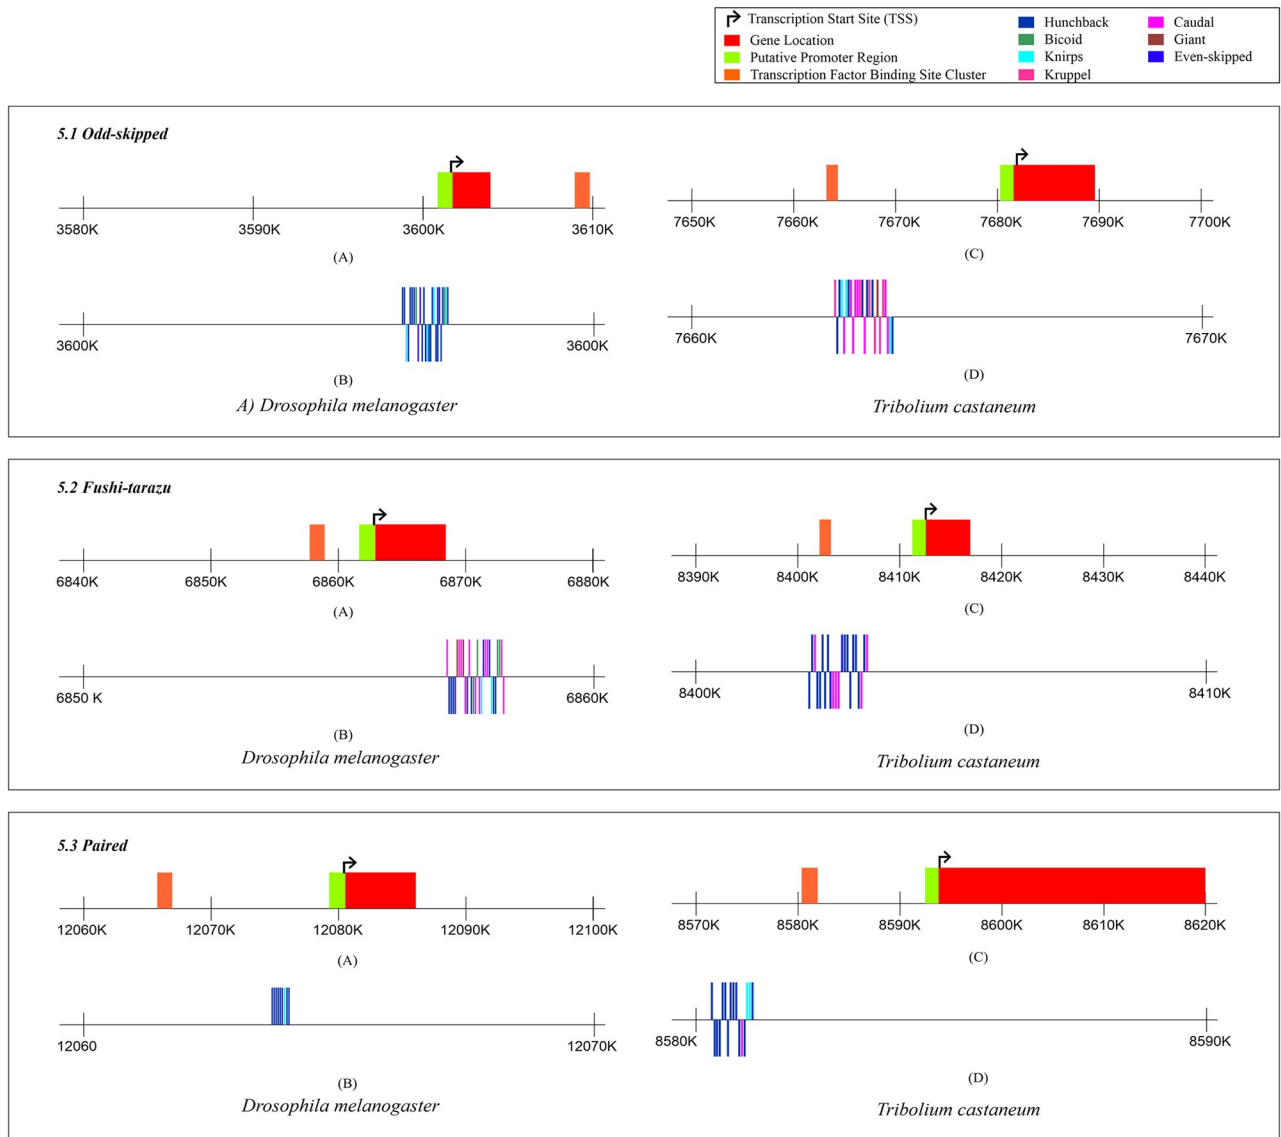 Transcription Start Site (TSS)
Gene Location
Putative Promoter Region
Transcription Factor Binding Site Cluster
Hunchback
Bicoid
Knirps
Kruppel
Caudal
Giant
Even-skipped
5.1 Odd-skipped
3580K 3590K 3600K 3610K
(A)
7650K 7660K 7670K 7680K 7690K 7700K
(C)
3600K 3600K
(B)
A) Drosophila melanogaster
7660K 7670K
(D)
Tribolium castaneum
5.2 Fushi-tarazu
6840K 6850K 6860K 6870K 6880K
(A)
8390K 8400K 8410K 8420K 8430K 8440K
(C)
6850 K 6860K
(B)
Drosophila melanogaster
8400K 8410K
(D)
Tribolium castaneum
5.3 Paired
12060K 12070K 12080K 12090K 12100K
(A)
8570K 8580K 8590K 8600K 8610K 8620K
(C)
12060 12070K
(B)
Drosophila melanogaster
8580K 8590K
(D)
Tribolium castaneum